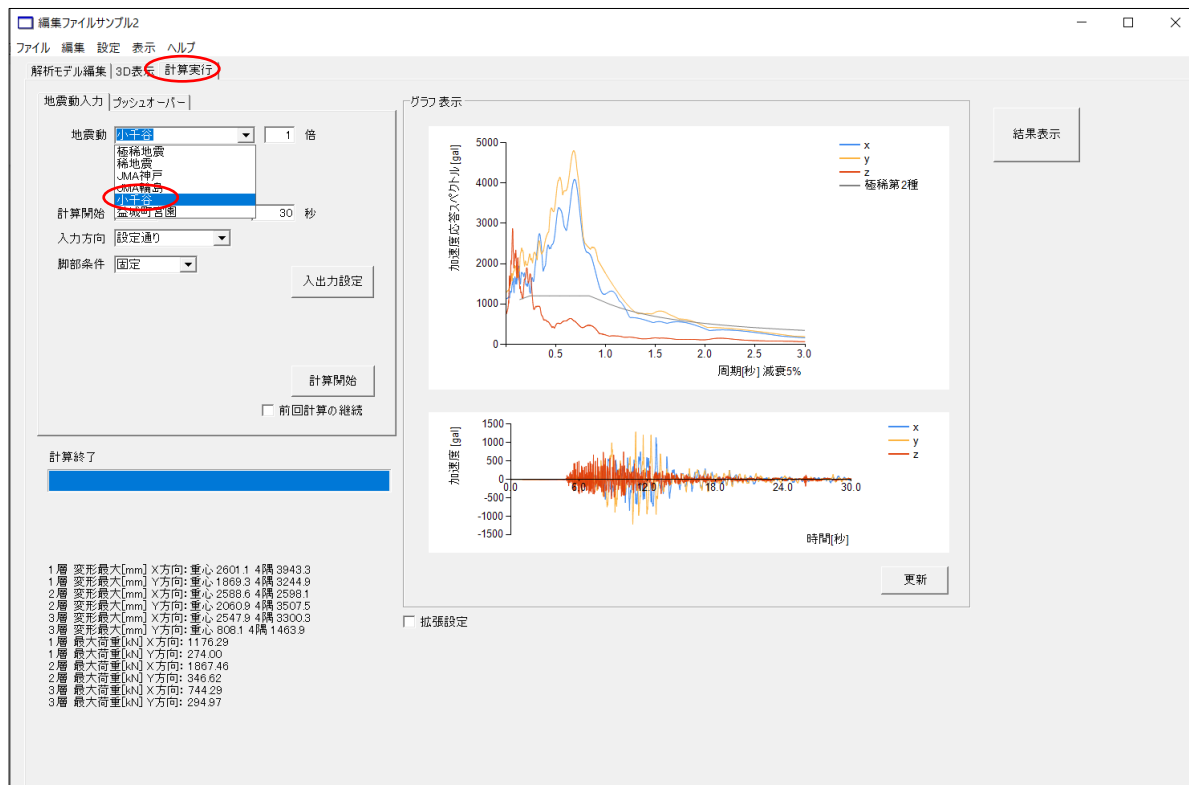 編集ファイルサンプル2
ファイル 編集 設定 表示 ヘルプ
解析モデル編集 3D表示 計算実行
地震動入力 プッシュオーバー
地震動 小千谷 1 倍
極稀地震
稀地震
JMA神戸
JMA輪島
小千谷
益城町宮園
計算開始 30 秒
入力方向 設定通り
脚部条件 固定
入出力設定
計算開始
前回計算の継続
計算終了
1層 変形最大[mm] X方向: 重心 2601.1 4隅 3943.3
1層 変形最大[mm] Y方向: 重心 1869.3 4隅 3244.9
2層 変形最大[mm] X方向: 重心 2588.6 4隅 2598.1
2層 変形最大[mm] Y方向: 重心 2060.9 4隅 3507.5
3層 変形最大[mm] X方向: 重心 2547.9 4隅 3300.3
3層 変形最大[mm] Y方向: 重心 808.1 4隅 1463.9
1層 最大荷重[kN] X方向: 1176.29
1層 最大荷重[kN] Y方向: 274.00
2層 最大荷重[kN] X方向: 1867.46
2層 最大荷重[kN] Y方向: 346.62
3層 最大荷重[kN] X方向: 744.29
3層 最大荷重[kN] Y方向: 294.97
グラフ表示
加速度応答スペクトル [gal]
5000
4000
3000
2000
1000
0
0.5 1.0 1.5 2.0 2.5 3.0
周期[秒] 減衰5%
x
y
z
極稀第2種
加速度 [gal]
1500
1000
500
0
-500
-1000
-1500
0.0 6.0 12.0 18.0 24.0 30.0
時間[秒]
x
y
z
更新
拡張設定
結果表示